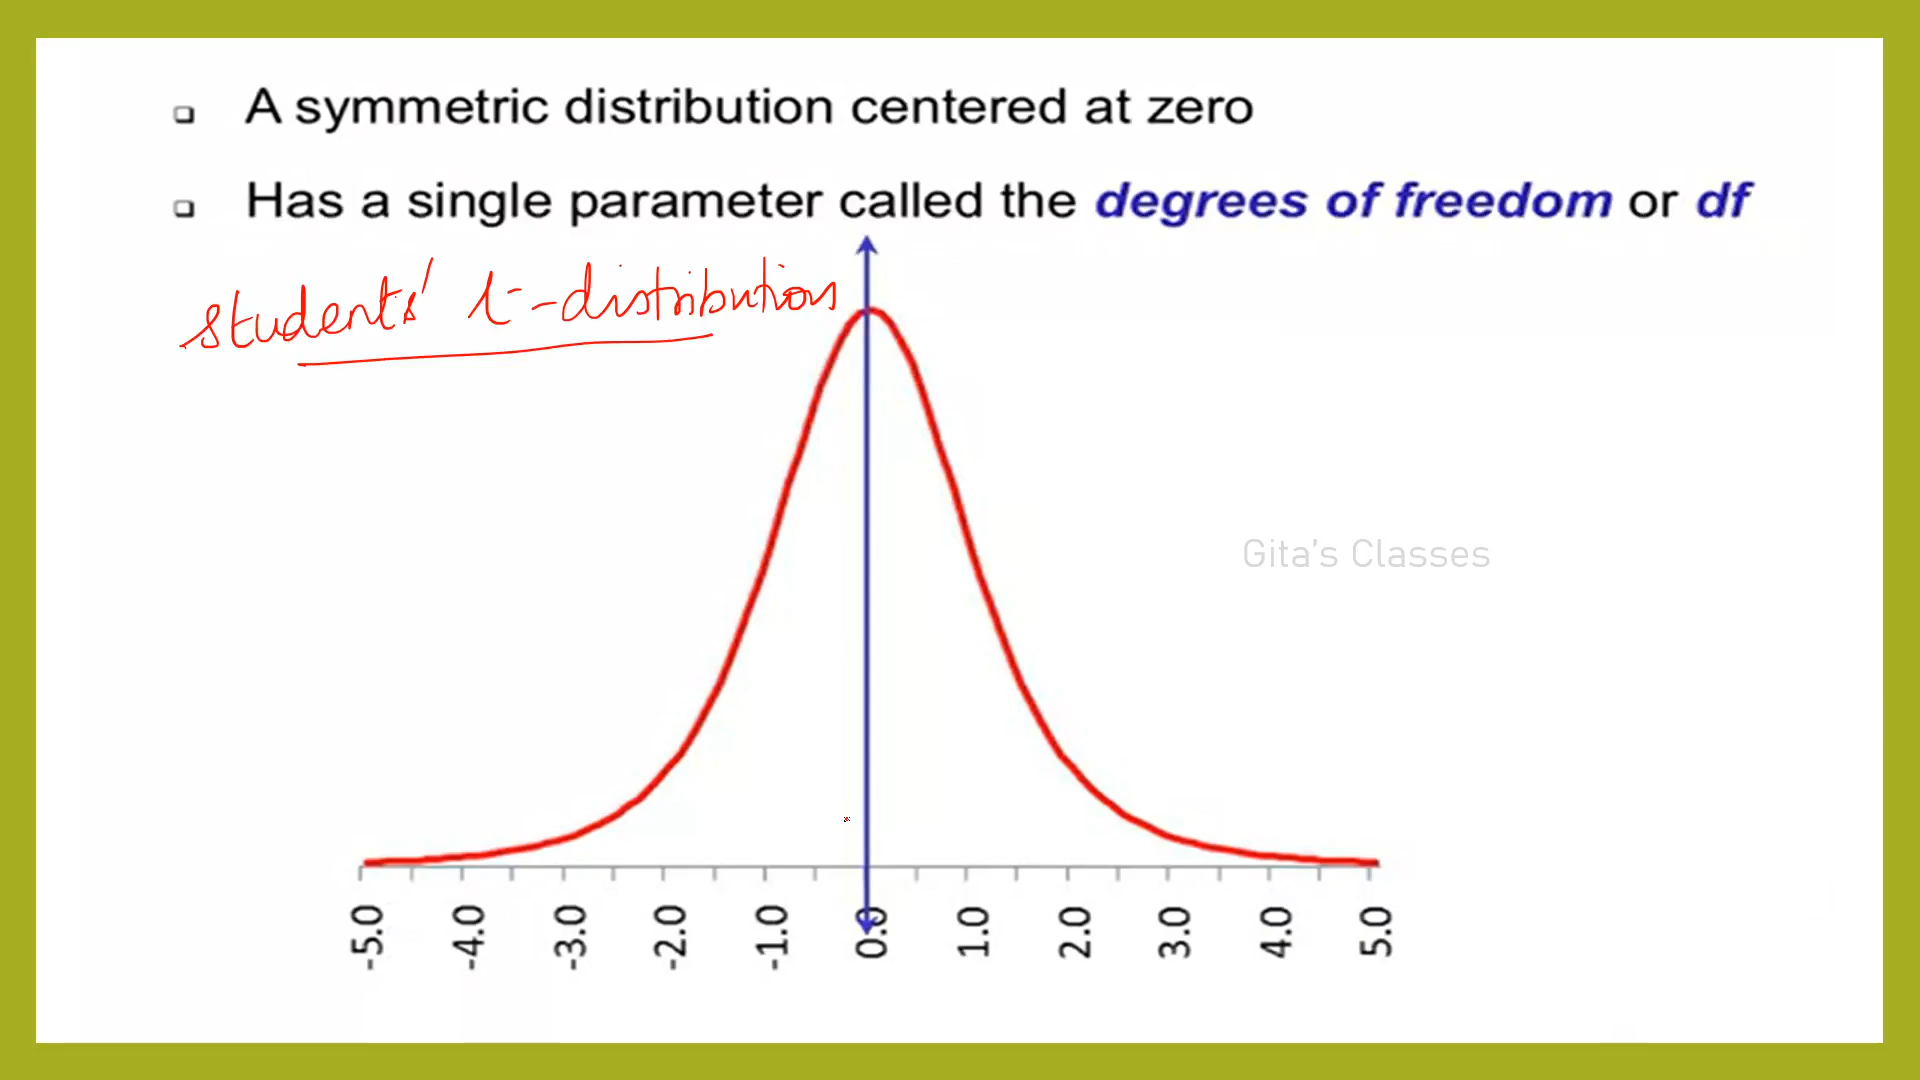 A symmetric distribution centered at zero
Has a single parameter called the degrees of freedom or df
students' t-distribution
Gita's Classes
-5.0 -4.0 -3.0 -2.0 -1.0 0.0 1.0 2.0 3.0 4.0 5.0